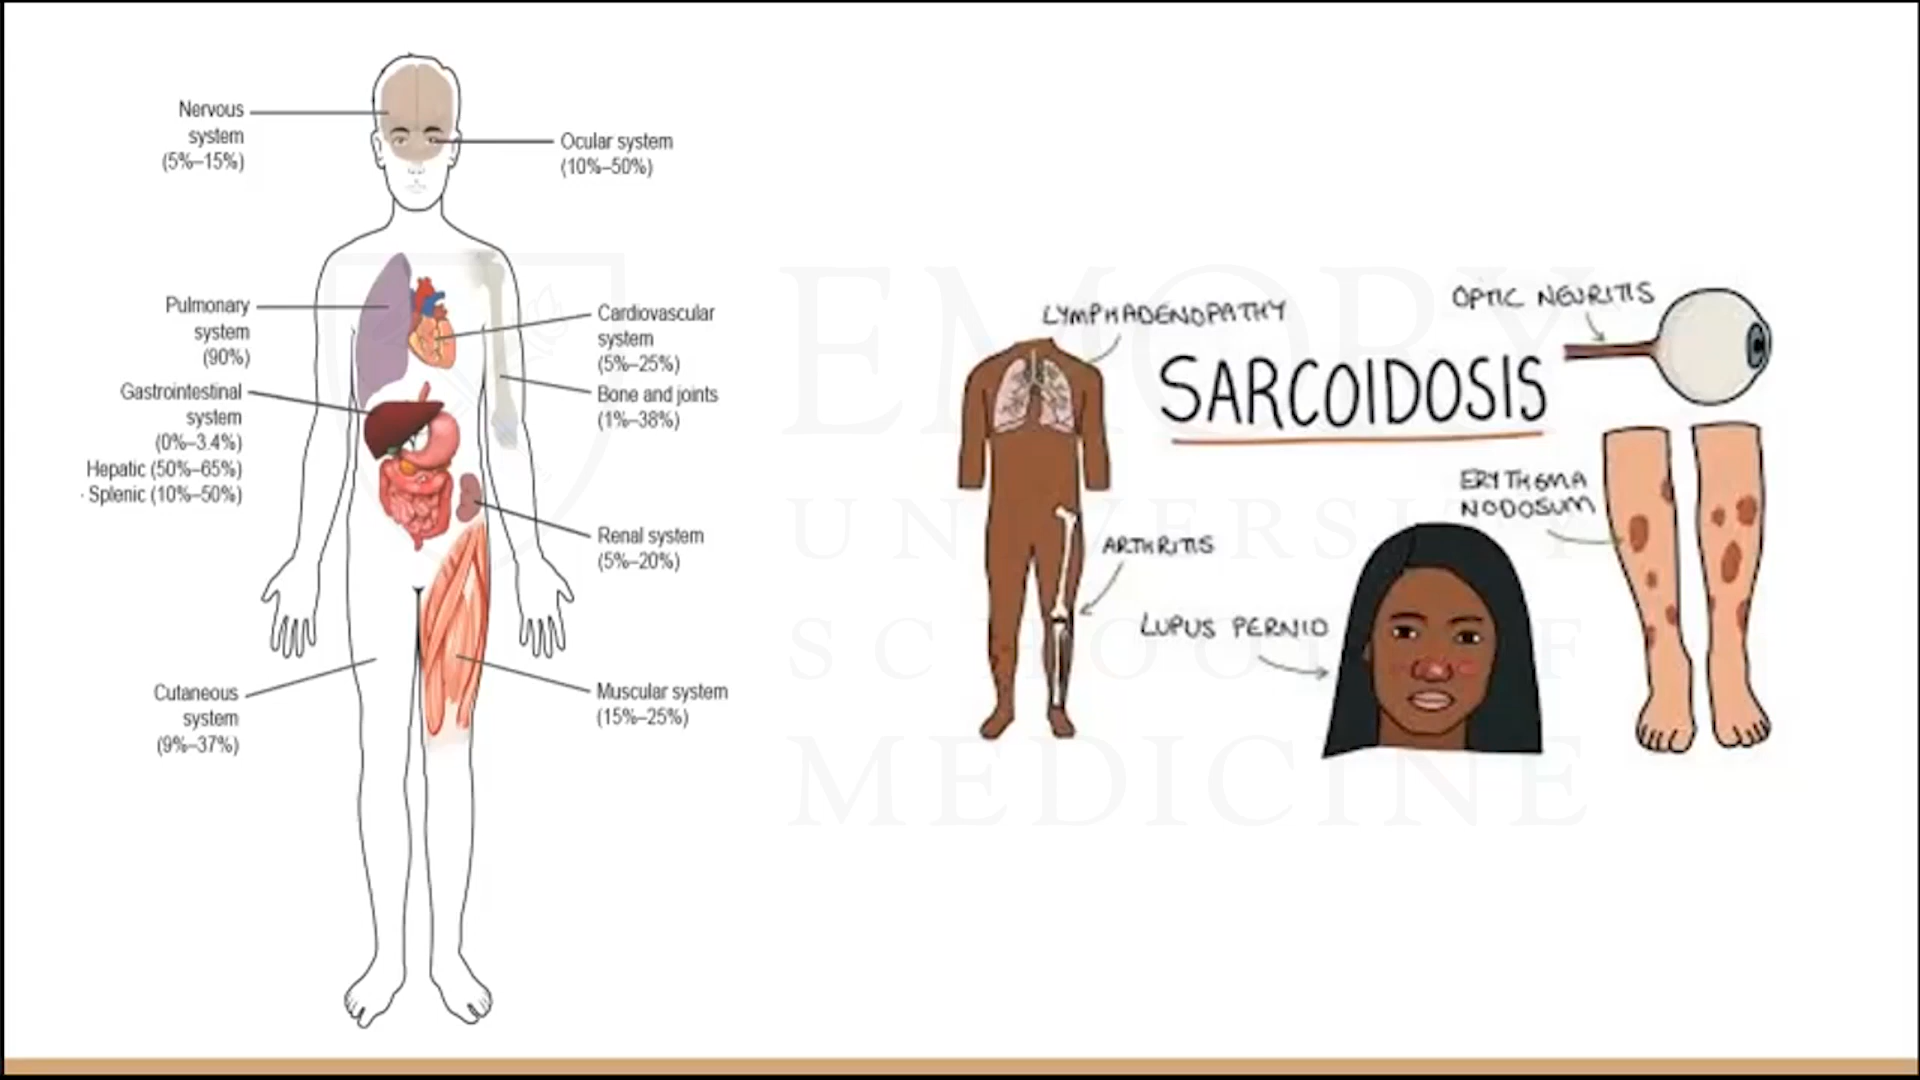 Nervous
system
(5%–15%)
Ocular system
(10%–50%)
Pulmonary
system
(90%)
Cardiovascular
system
(5%–25%)
Gastrointestinal
system
(0%–3.4%)
Hepatic (50%–65%)
· Splenic (10%–50%)
Bone and joints
(1%–38%)
Renal system
(5%–20%)
Cutaneous
system
(9%–37%)
Muscular system
(15%–25%)
LYMPHADENOPATHY
OPTIC NEURITIS
SARCOIDOSIS
ERYTHEMA
NODOSUM
ARTHRITIS
LUPUS PERNIO
EMORY
UNIVERSITY
SCHOOL OF
MEDICINE